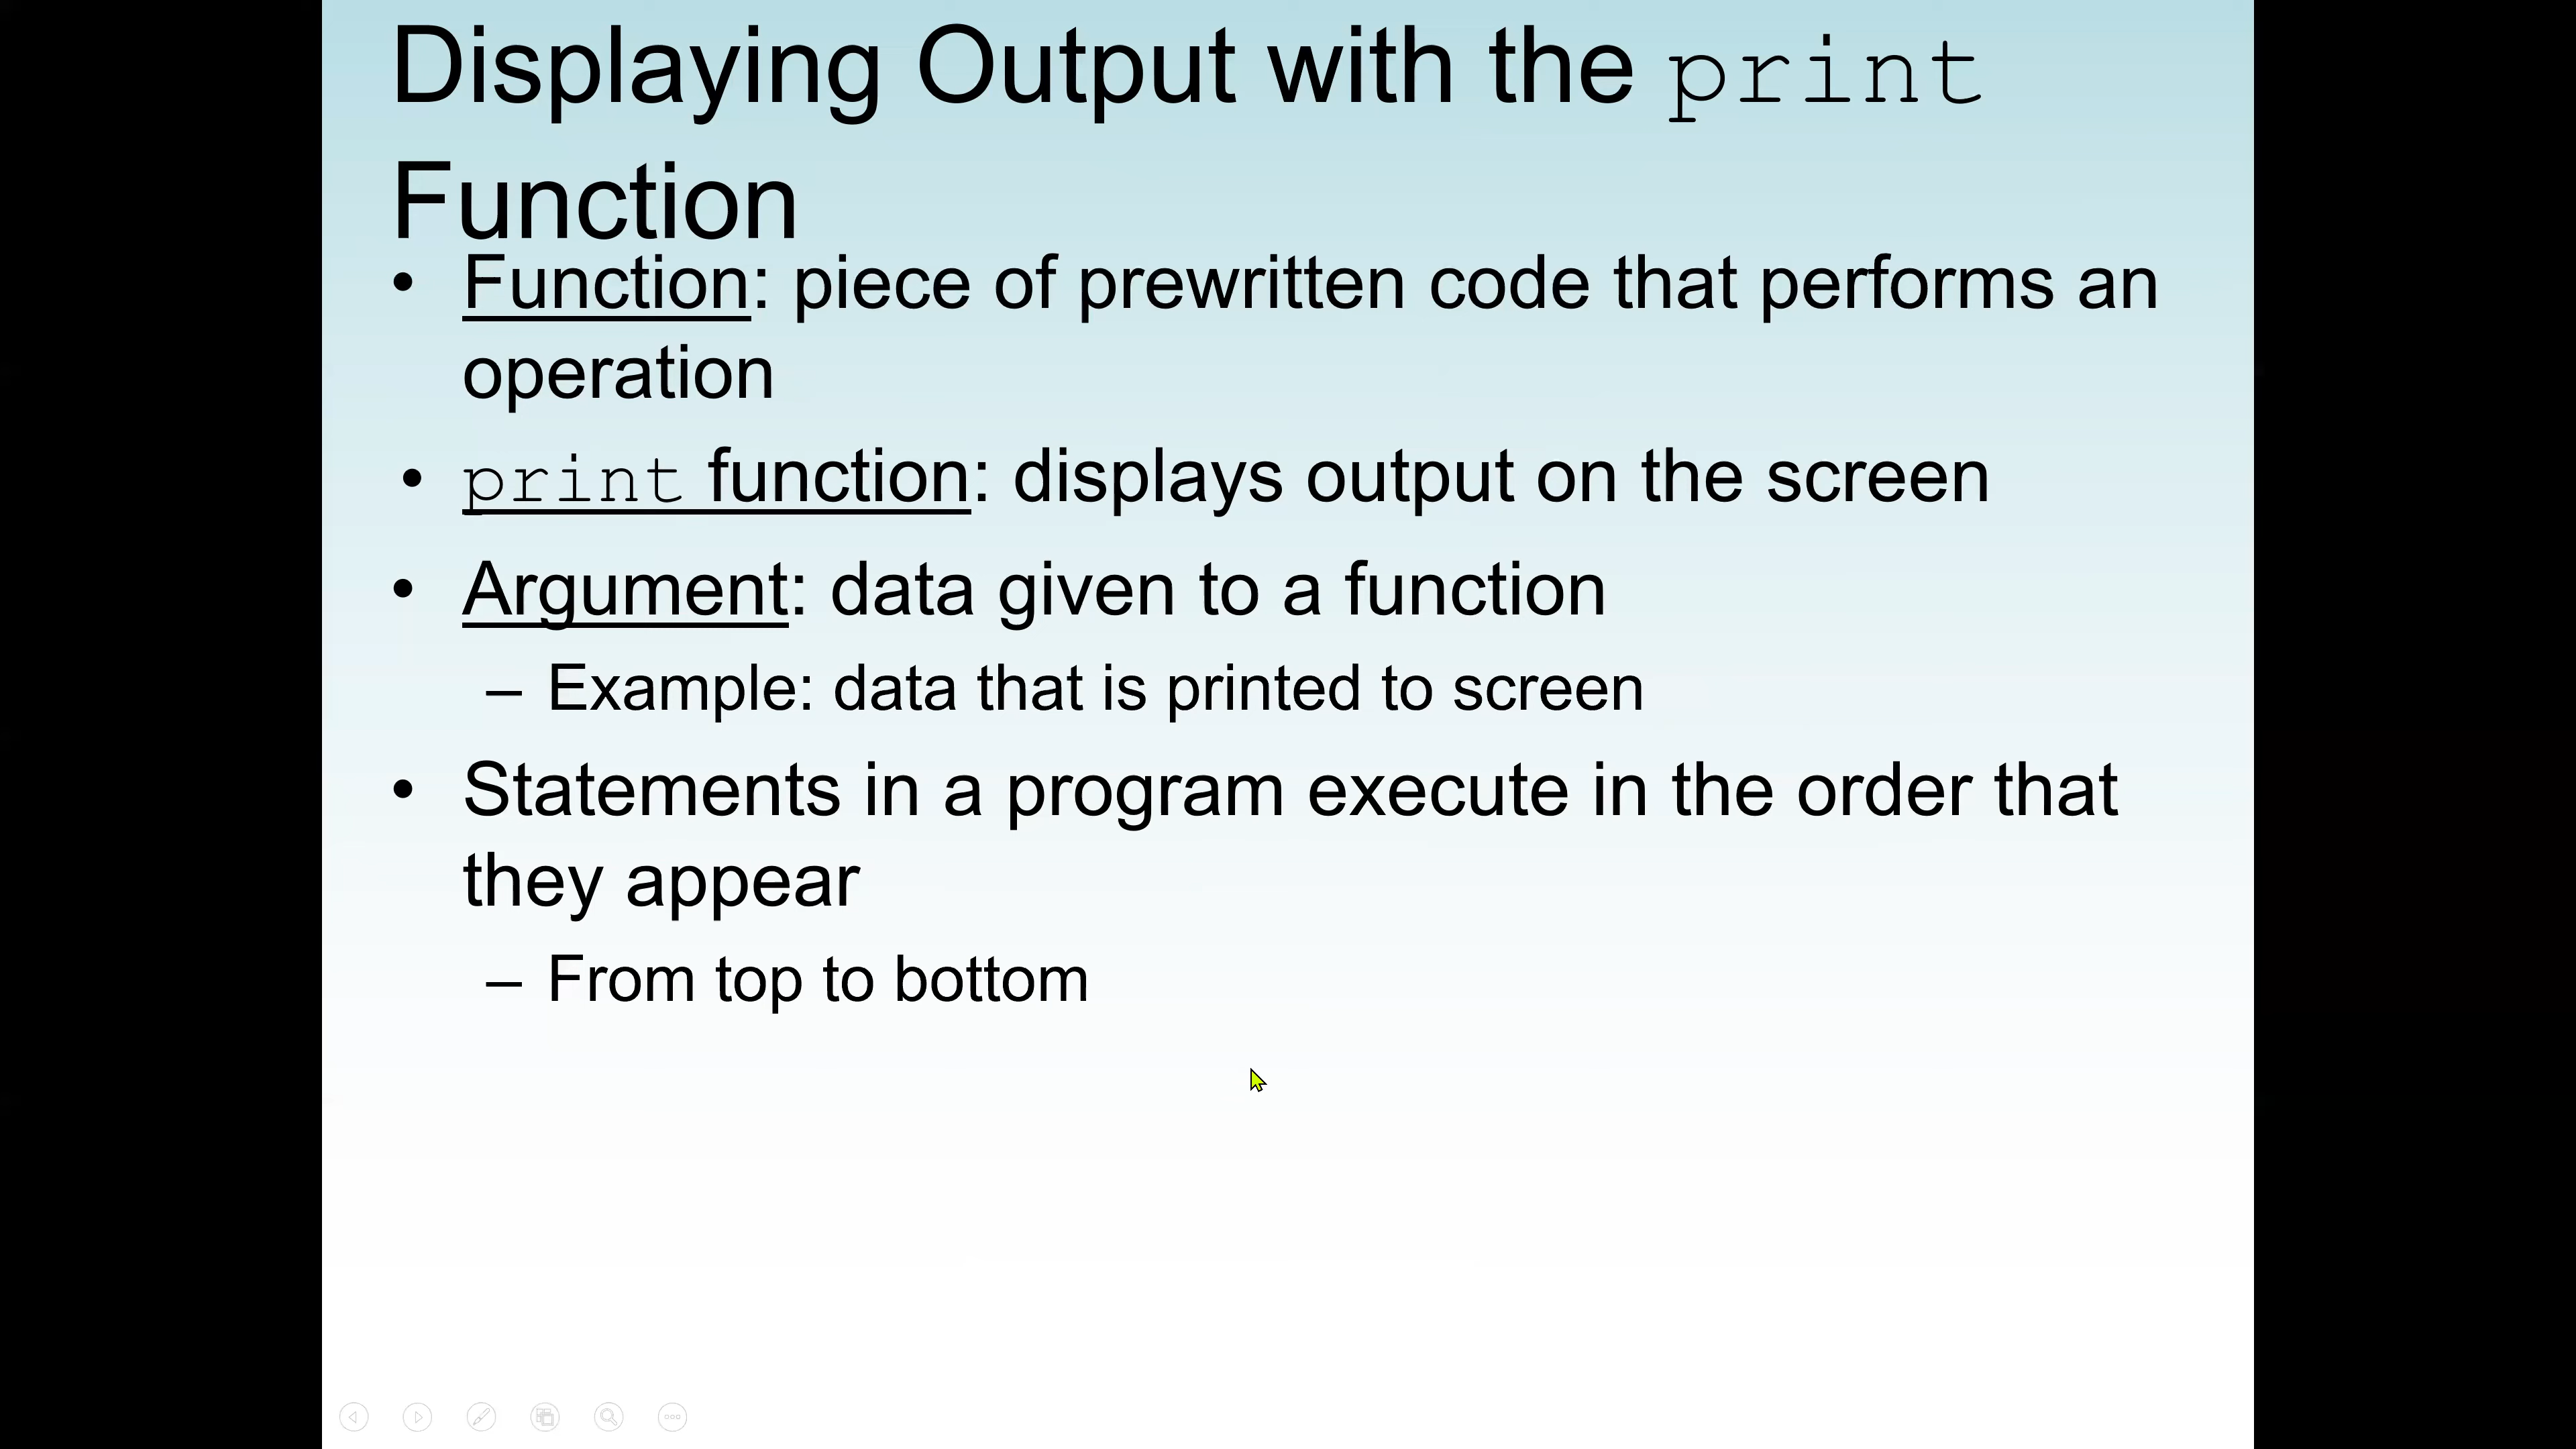 Displaying Output with the print
Function
• Function: piece of prewritten code that performs an
operation
• print function: displays output on the screen
• Argument: data given to a function
– Example: data that is printed to screen
• Statements in a program execute in the order that
they appear
– From top to bottom